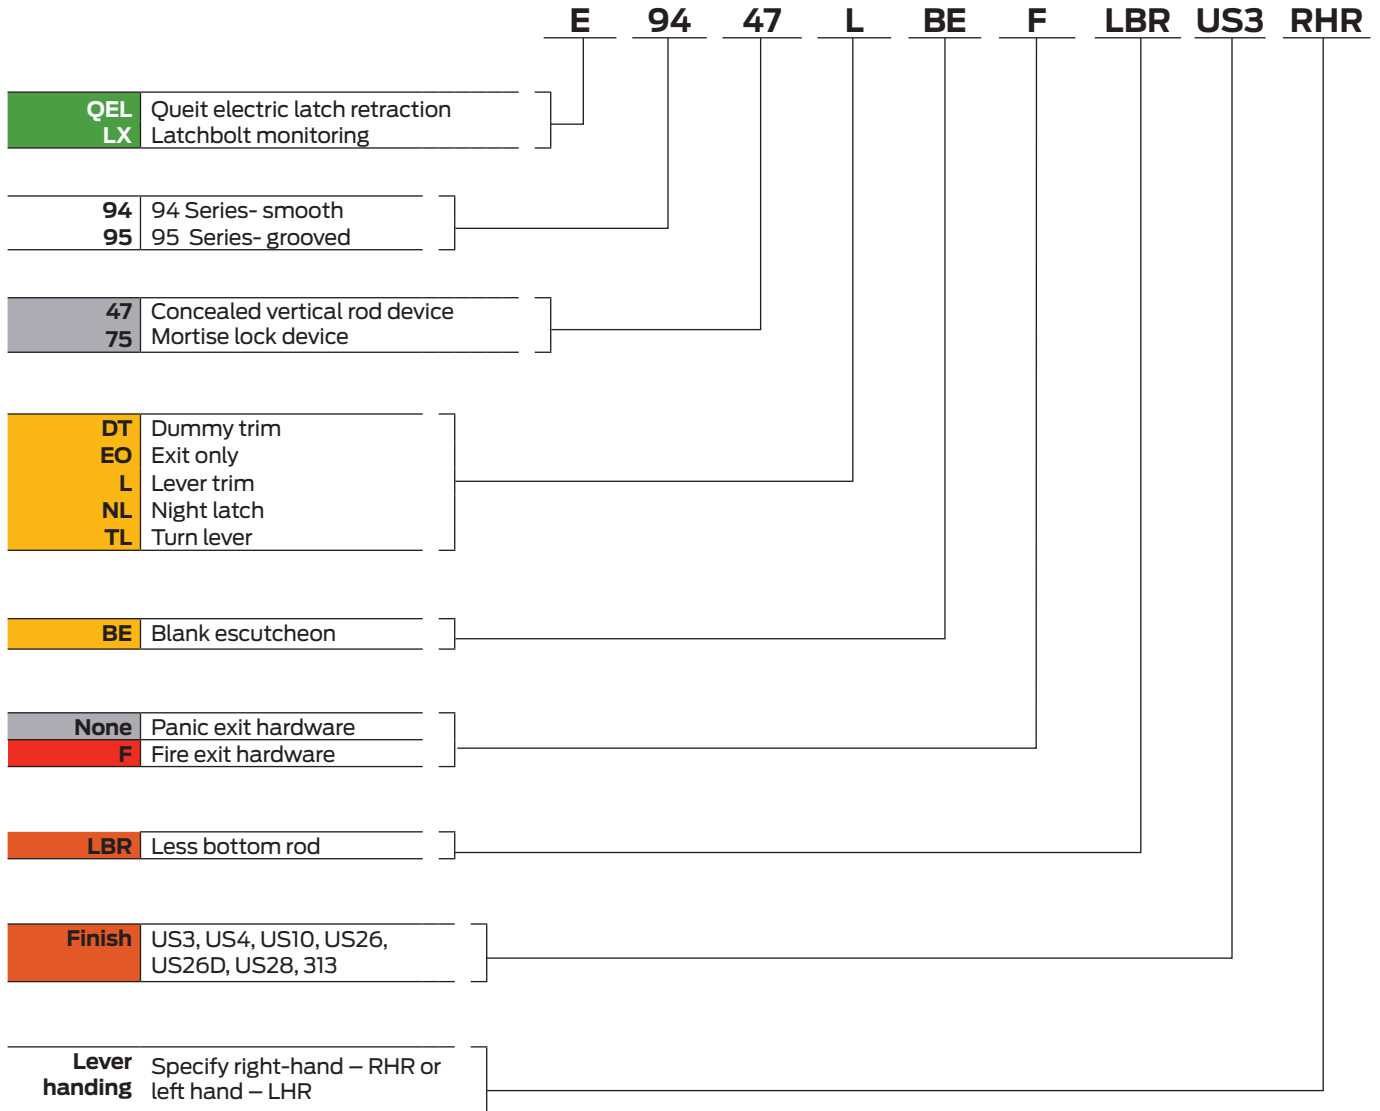 E 94 47 L BE F LBR US3 RHR
QEL Queit electric latch retraction
LX Latchbolt monitoring
94 94 Series- smooth
95 95 Series- grooved
47 Concealed vertical rod device
75 Mortise lock device
DT Dummy trim
EO Exit only
L Lever trim
NL Night latch
TL Turn lever
BE Blank escutcheon
None Panic exit hardware
F Fire exit hardware
LBR Less bottom rod
Finish US3, US4, US10, US26,
US26D, US28, 313
Lever Specify right-hand – RHR or
handing left hand – LHR